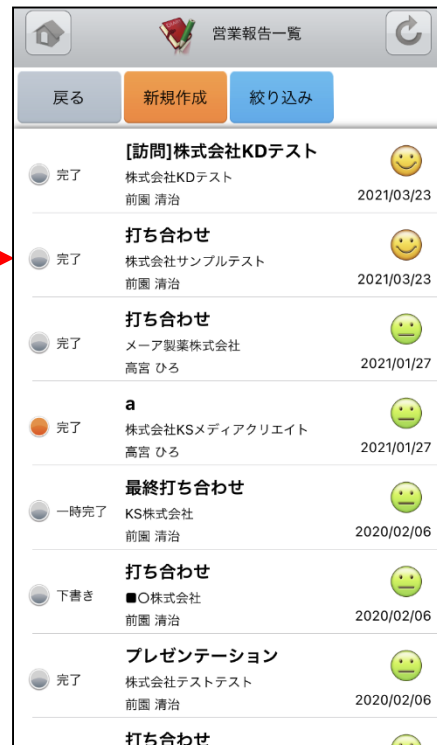 営業報告一覧
戻る
新規作成
絞り込み
[訪問]株式会社KDテスト
完了
株式会社KDテスト
前園 清治
2021/03/23
打ち合わせ
完了
株式会社サンプルテスト
前園 清治
2021/03/23
打ち合わせ
完了
メーア製薬株式会社
高宮 ひろ
2021/01/27
a
完了
株式会社KSメディアクリエイト
高宮 ひろ
2021/01/27
最終打ち合わせ
一時完了
KS株式会社
前園 清治
2020/02/06
打ち合わせ
下書き
■〇株式会社
前園 清治
2020/02/06
プレゼンテーション
完了
株式会社テストテスト
前園 清治
2020/02/06
打ち合わせ